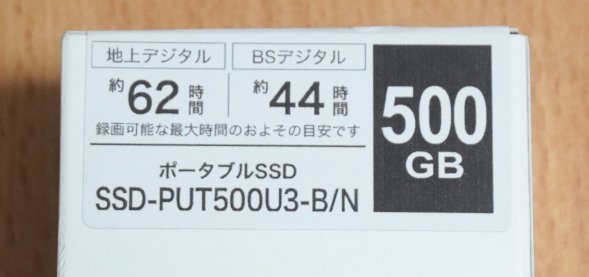 地上デジタル BSデジタル
約62時間 約44時間
録画可能な最大時間のおよその目安です
ポータブルSSD
SSD-PUT500U3-B/N
500
GB